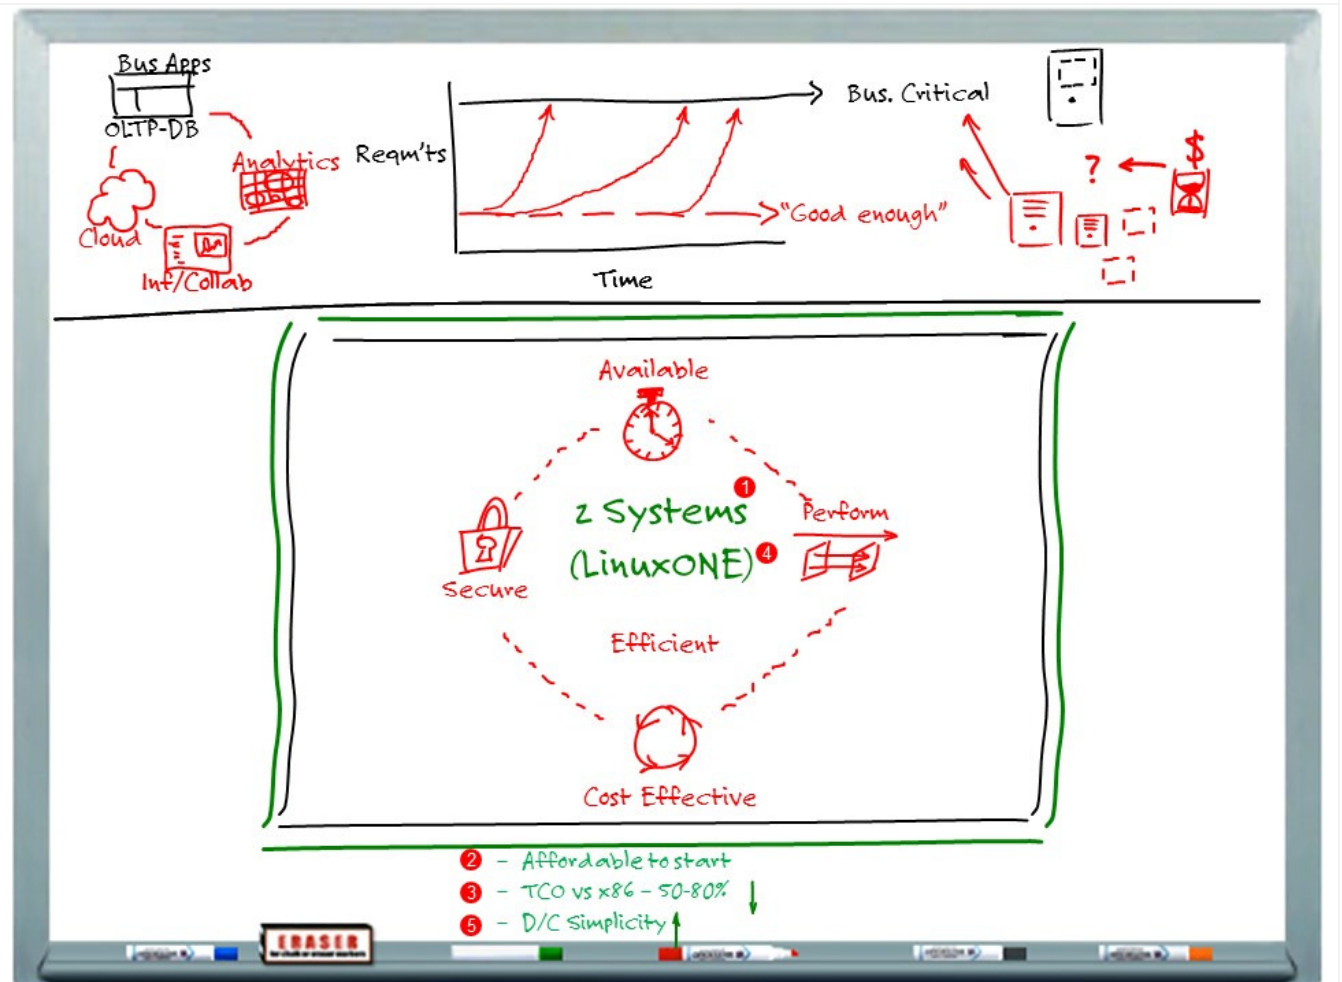 Bus Apps
OLTP-DB
Analytics
Cloud
Inf/Collab
Reqm'ts
Bus. Critical
"Good enough"
Time
?
$
Available
z Systems 1
(LinuxONE) 4
Perform
Secure
Efficient
Cost Effective
2 - Affordable to start
3 - TCO vs x86 - 50-80%
5 - D/C Simplicity
ERASER